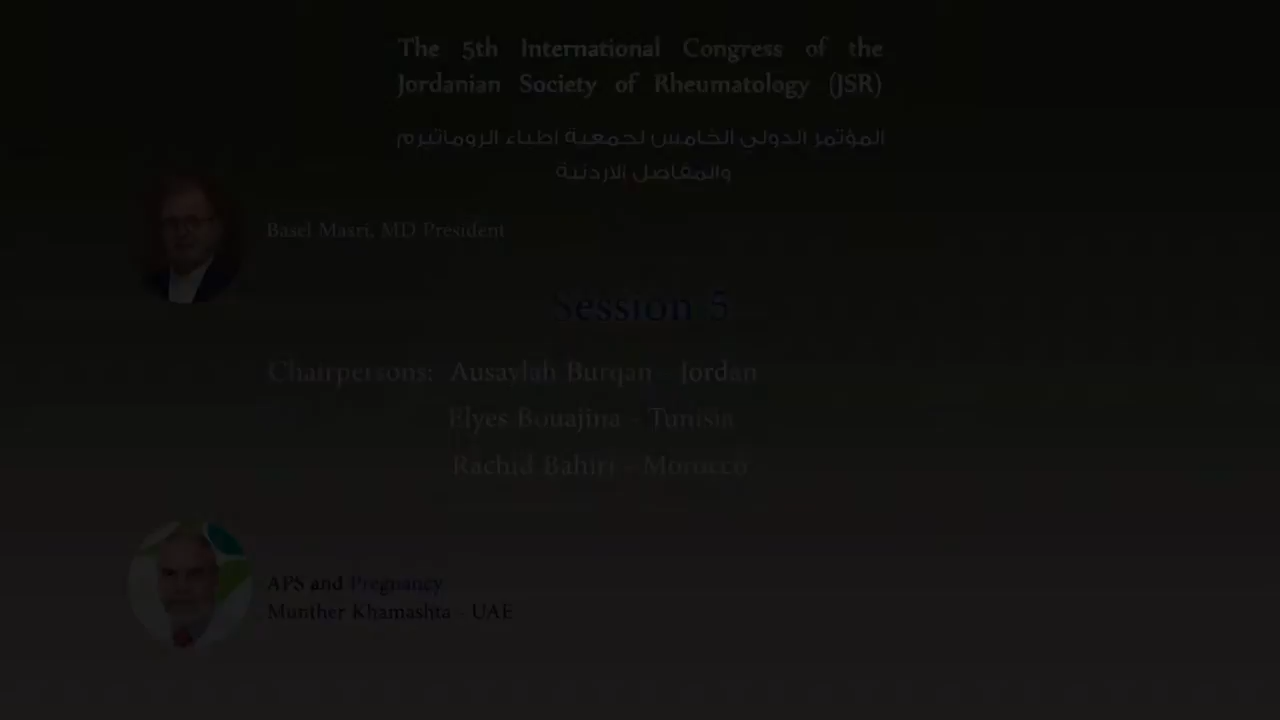 The 5th International Congress of the
Jordanian Society of Rheumatology (JSR)
المؤتمر الدولي الخامس لجمعية اطباء الروماتيزم
والمفاصل الاردنية
Basel Masri, MD President
Session 5
Chairpersons: Ausaylah Burqan - Jordan
Elyes Bouajina - Tunisia
Rachid Bahiri - Morocco
APS and Pregnancy
Munther Khamashta - UAE